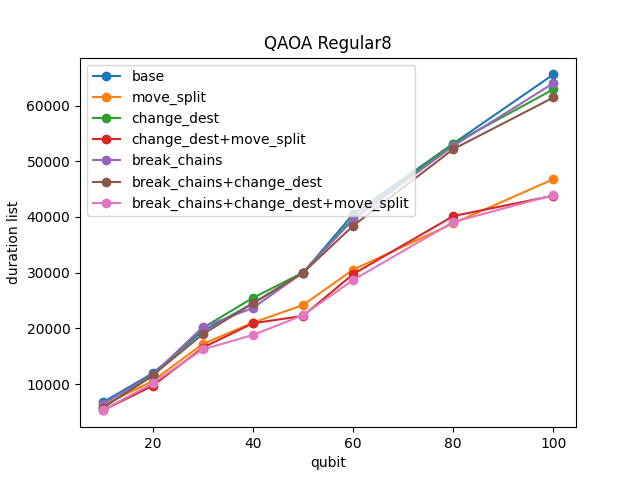 QAOA Regular8
base
move_split
change_dest
change_dest+move_split
break_chains
break_chains+change_dest
break_chains+change_dest+move_split
60000
50000
40000
30000
20000
10000
duration list
20 40 60 80 100
qubit